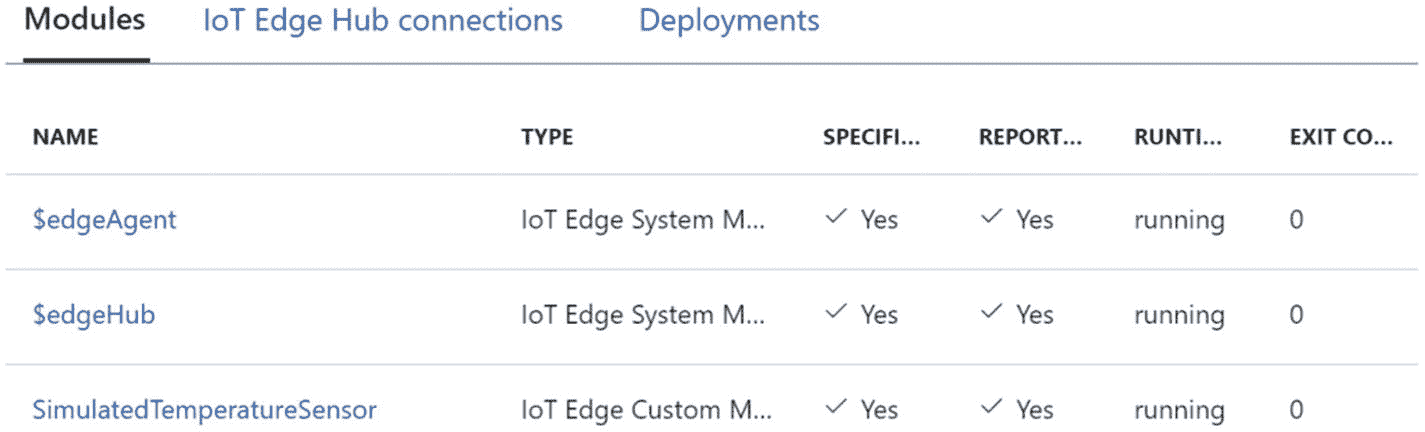 Modules IoT Edge Hub connections Deployments
NAME TYPE SPECIFI... REPORT... RUNTI... EXIT CO...
$edgeAgent IoT Edge System M... Yes Yes running 0
$edgeHub IoT Edge System M... Yes Yes running 0
SimulatedTemperatureSensor IoT Edge Custom M... Yes Yes running 0